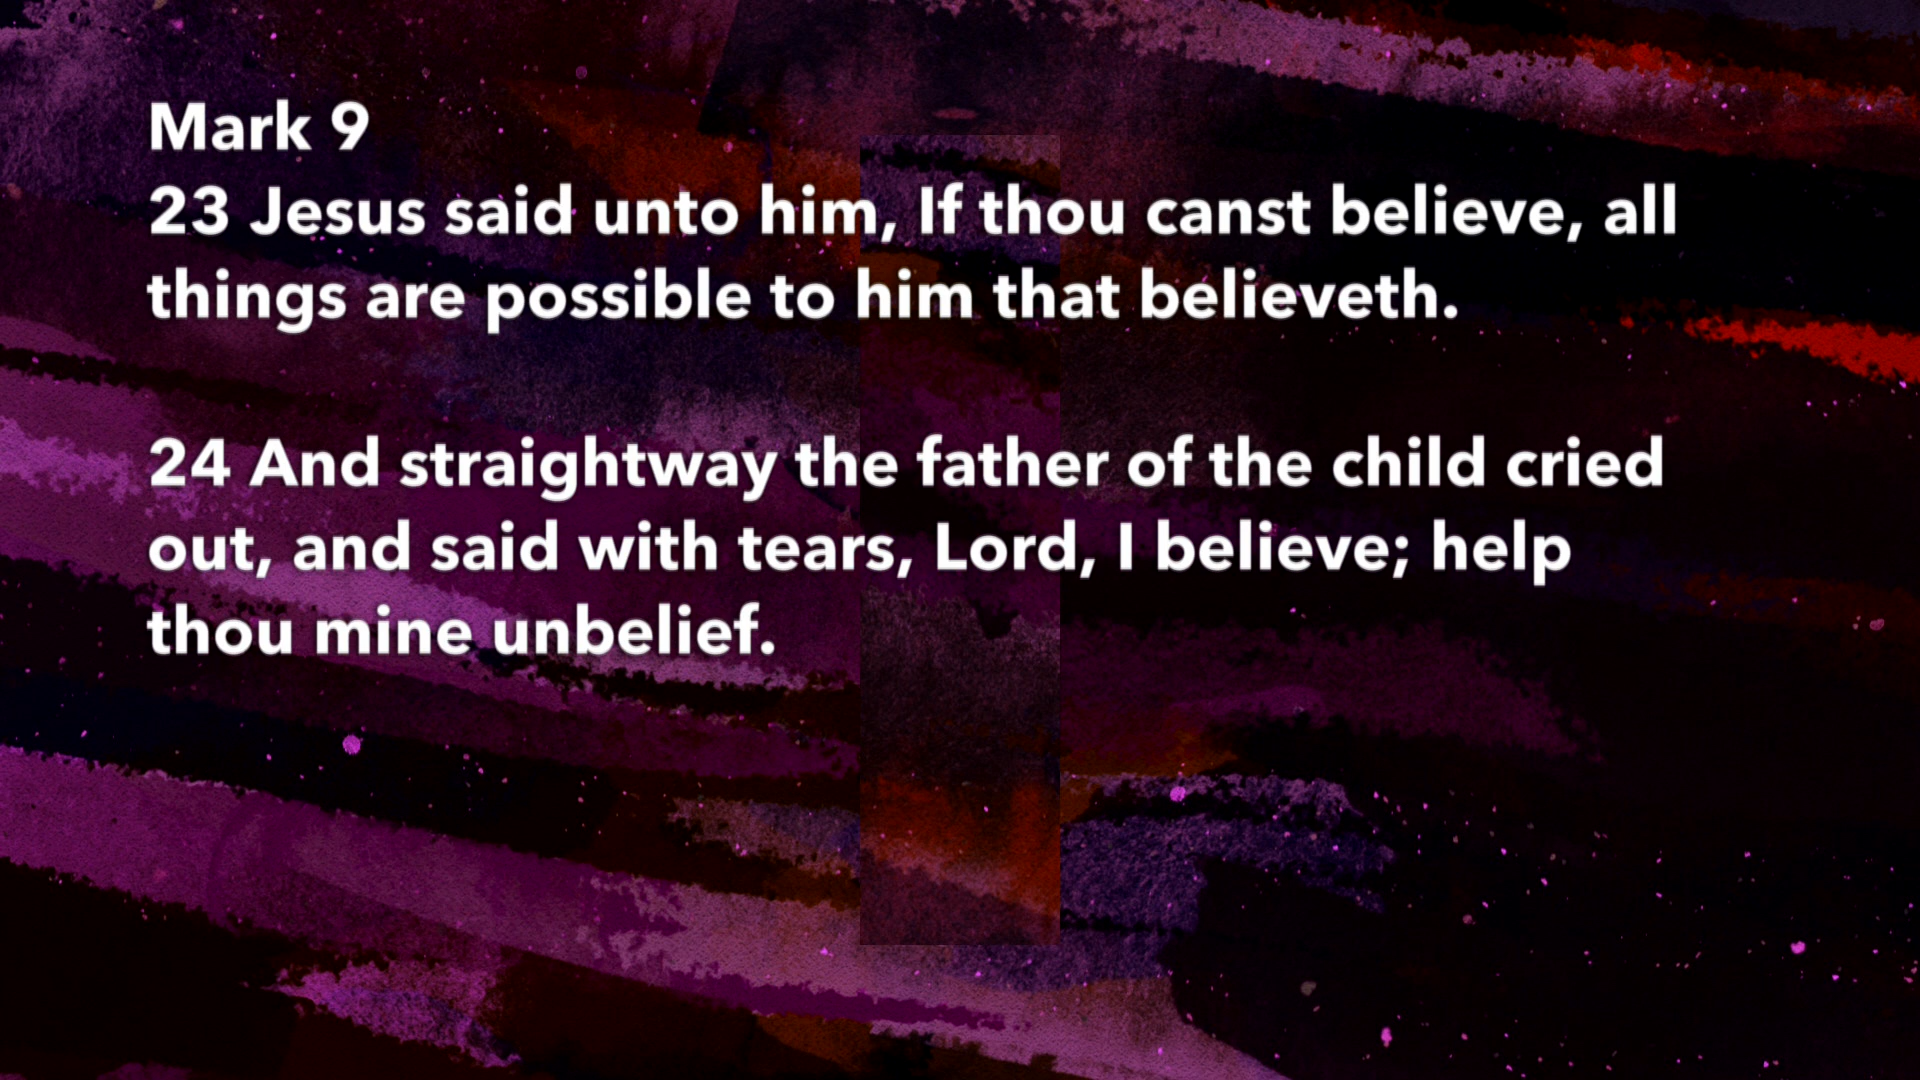 Mark 9
23 Jesus said unto him, If thou canst believe, all
things are possible to him that believeth.
24 And straightway the father of the child cried
out, and said with tears, Lord, I believe; help
thou mine unbelief.